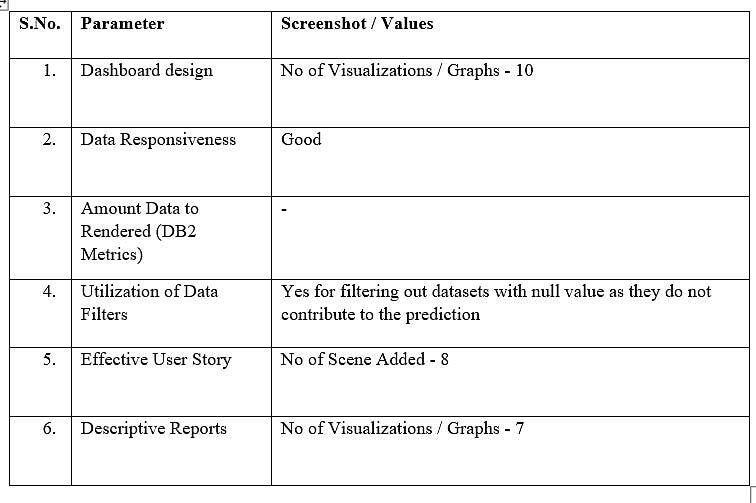 S.No. Parameter Screenshot / Values
1. Dashboard design No of Visualizations / Graphs - 10
2. Data Responsiveness Good
3. Amount Data to -
Rendered (DB2
Metrics)
4. Utilization of Data Yes for filtering out datasets with null value as they do not
Filters contribute to the prediction
5. Effective User Story No of Scene Added - 8
6. Descriptive Reports No of Visualizations / Graphs - 7